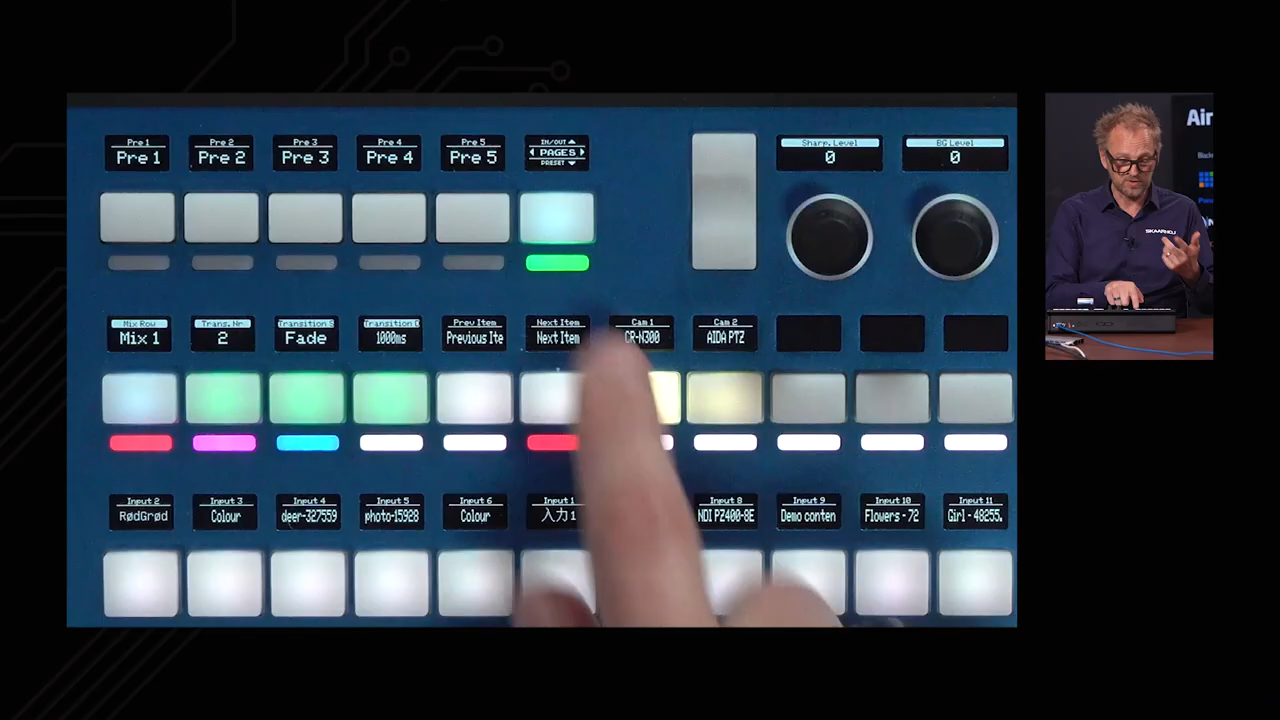 Pre 1
Pre 1
Pre 2
Pre 2
Pre 3
Pre 3
Pre 4
Pre 4
Pre 5
Pre 5
IN/OUT
PAGES
PRESET
Sharp. Level
0
BG Level
0
Mix Row
Mix 1
Trans. Nr
2
Transition S
Fade
Transition D
1000ms
Prev Item
Previous Ite
Next Item
Next Item
Cam 1
CR-N300
Cam 2
AIDA PTZ
Input 2
RødGrød
Input 3
Colour
Input 4
deer-327559
Input 5
photo-15928
Input 6
Colour
Input 1
入力1
Input 8
NDI PZ400-8E
Input 9
Demo conten
Input 10
Flowers - 72
Input 11
Girl - 48255.
SKAARHOJ
Air